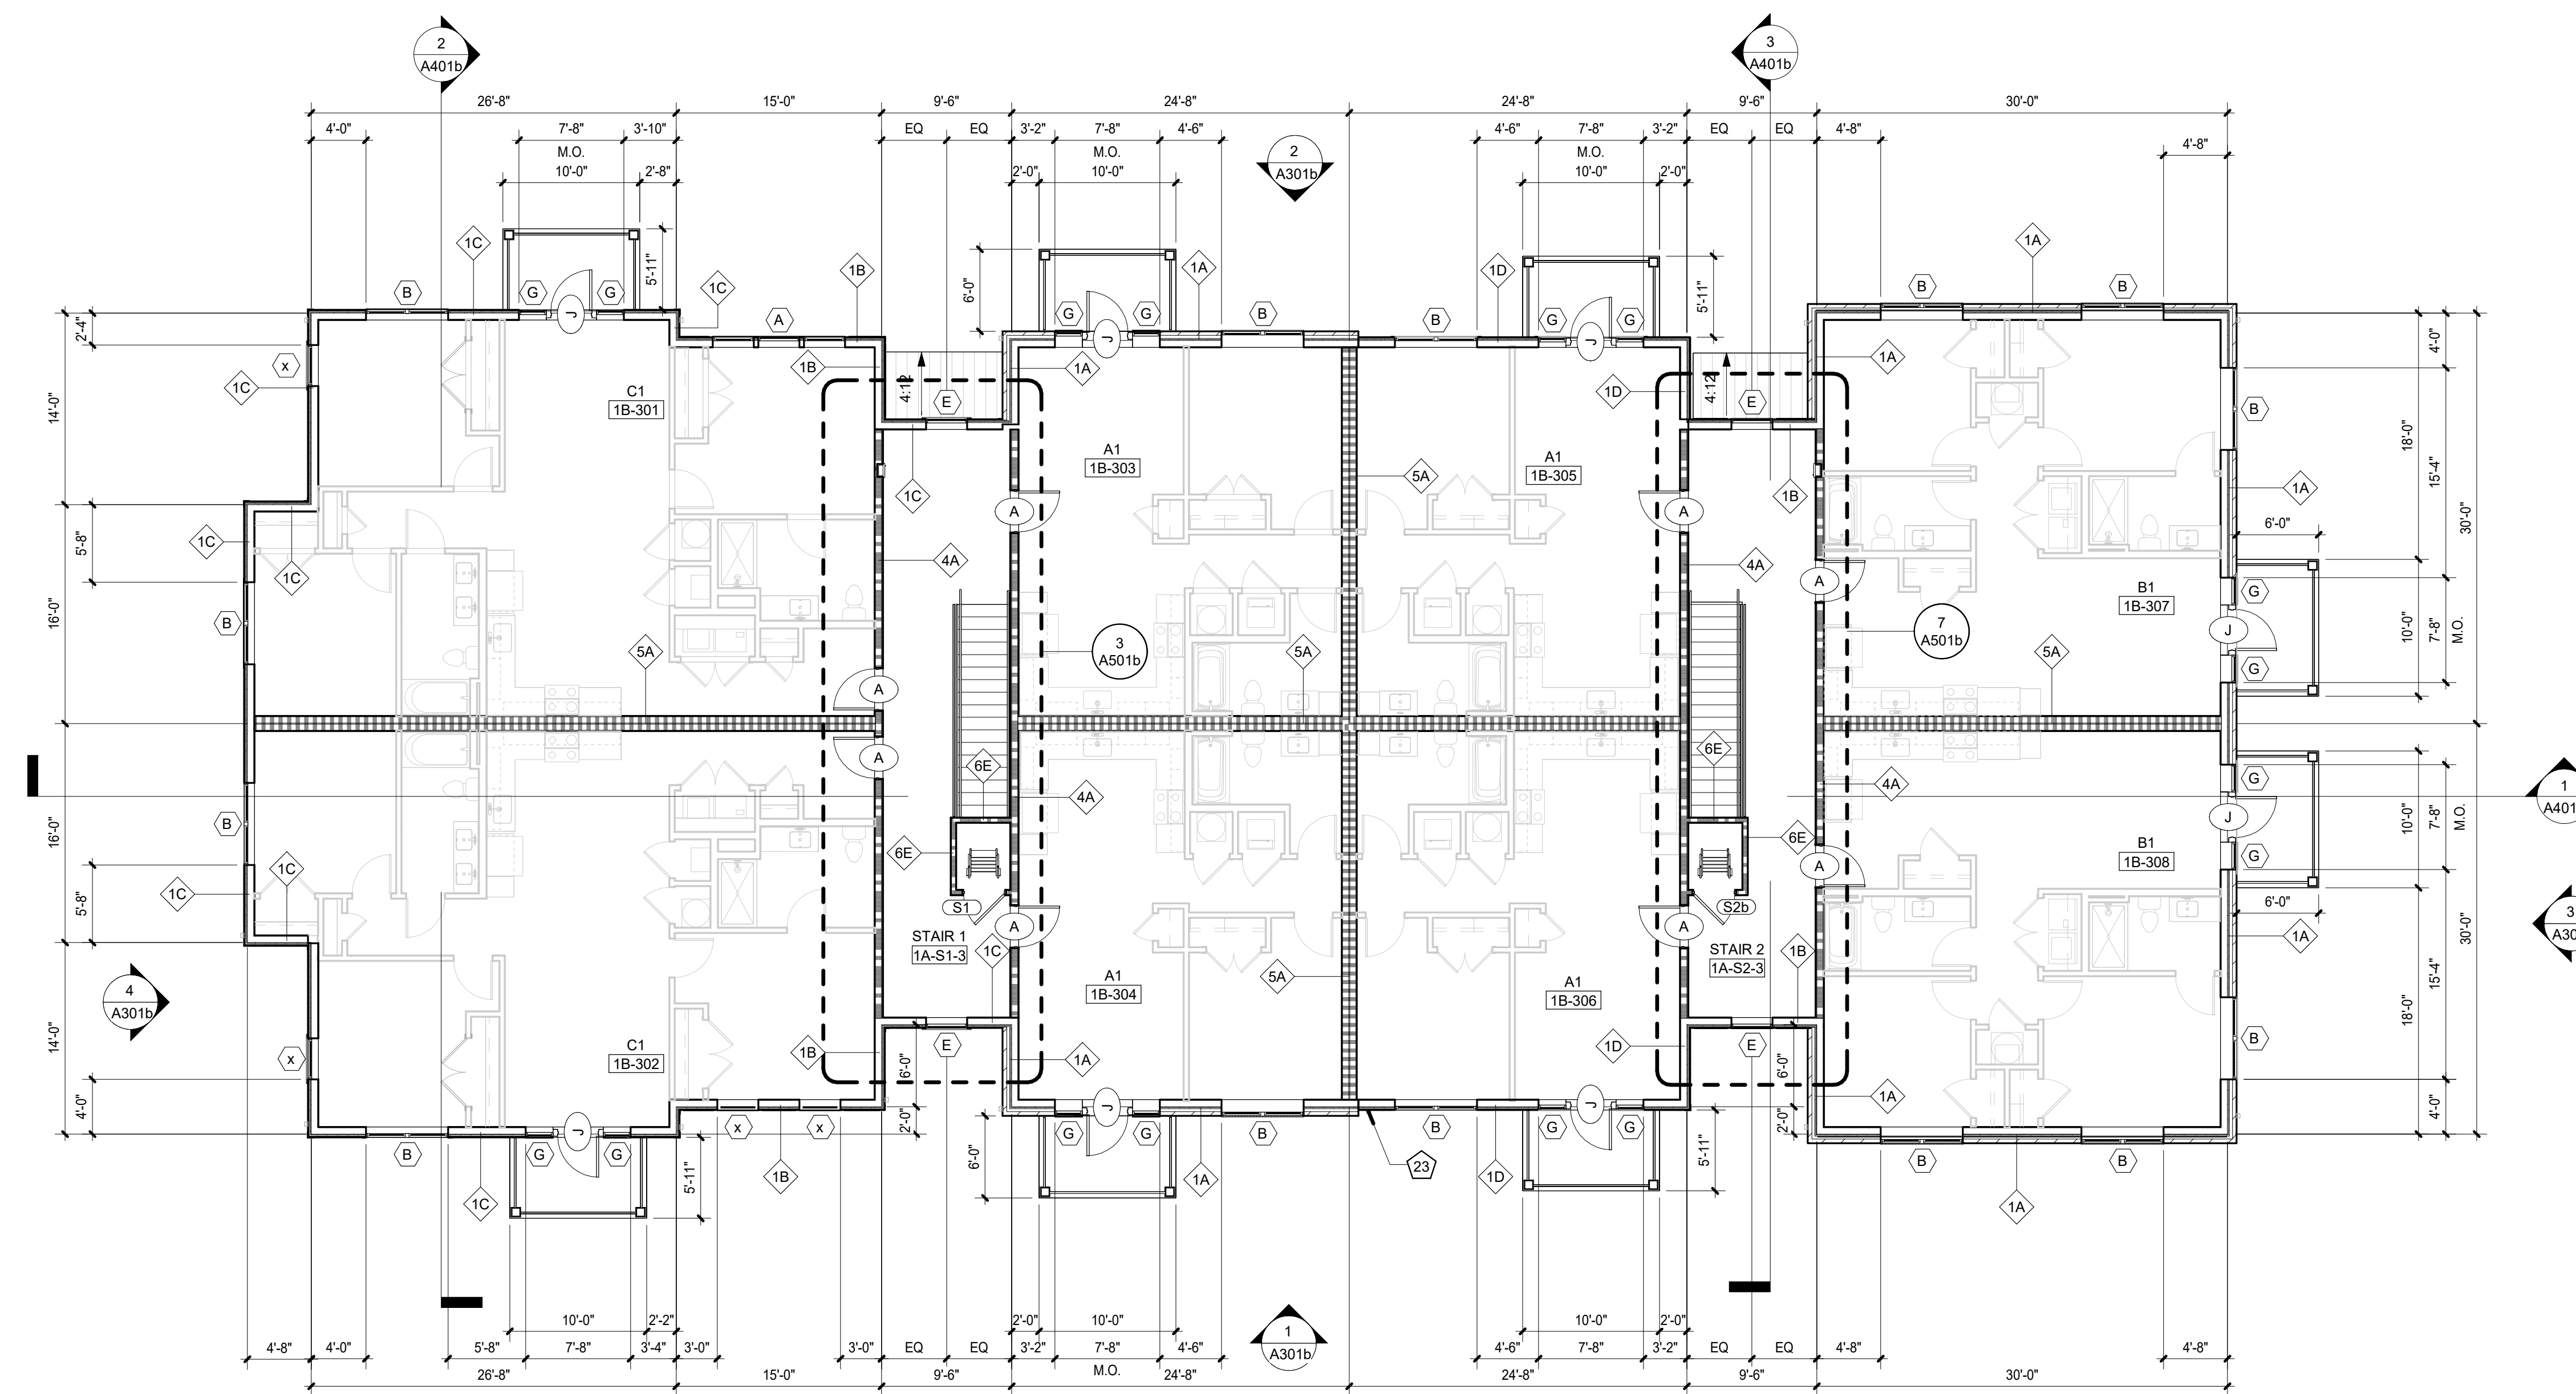 2
A401b
3
A401b
26'-8"
15'-0"
9'-6"
24'-8"
24'-8"
9'-6"
30'-0"
4'-0"
7'-8"
3'-10"
EQ
EQ
3'-2"
7'-8"
4'-6"
4'-6"
7'-8"
3'-2"
EQ
EQ
4'-8"
4'-8"
M.O.
M.O.
M.O.
2
A301b
10'-0"
2'-8"
2'-0"
10'-0"
10'-0"
2'-0"
1C
5'-11"
1B
1C
6'-0"
1A
1D
5'-11"
1A
B
G
J
G
A
G
J
G
B
B
G
J
G
B
B
2'-4"
x
1C
14'-0"
1B
4:12
E
1A
1D
4:12
E
1A
4'-0"
B
18'-0"
15'-4"
30'-0"
C1
1B-301
A1
1B-303
A1
1B-305
5A
1C
A
A
1B
1A
6'-0"
1C
1C
5'-8"
4A
4A
A
16'-0"
B
5A
3
A501b
5A
7
A501b
5A
B1
1B-307
G
J
G
10'-0"
7'-8"
M.O.
A
A
6E
6E
4A
4A
G
J
G
10'-0"
7'-8"
M.O.
1
16'-0"
B
6E
6E
A
B1
1B-308
5'-8"
1C
1C
S1
S2b
6'-0"
3
STAIR 1
1A-S1-3
1C
A
A
STAIR 2
1A-S2-3
1B
1A
4
A301b
A1
1B-304
5A
A1
1B-306
15'-4"
18'-0"
30'-0"
14'-0"
x
C1
1B-302
1B
E
1A
1D
E
1A
B
4'-0"
6'-0"
2'-0"
6'-0"
2'-0"
4'-0"
B
G
J
G
x
x
G
J
G
B
B
G
J
G
B
B
5'-11"
1C
1B
6'-0"
1A
23
1D
5'-11"
1A
10'-0"
2'-2"
2'-0"
10'-0"
1
A301b
10'-0"
2'-0"
4'-8"
4'-0"
5'-8"
7'-8"
3'-4"
3'-0"
3'-0"
EQ
EQ
3'-2"
7'-8"
4'-6"
4'-6"
7'-8"
3'-2"
EQ
EQ
4'-8"
4'-8"
M.O.
26'-8"
15'-0"
9'-6"
24'-8"
24'-8"
9'-6"
30'-0"